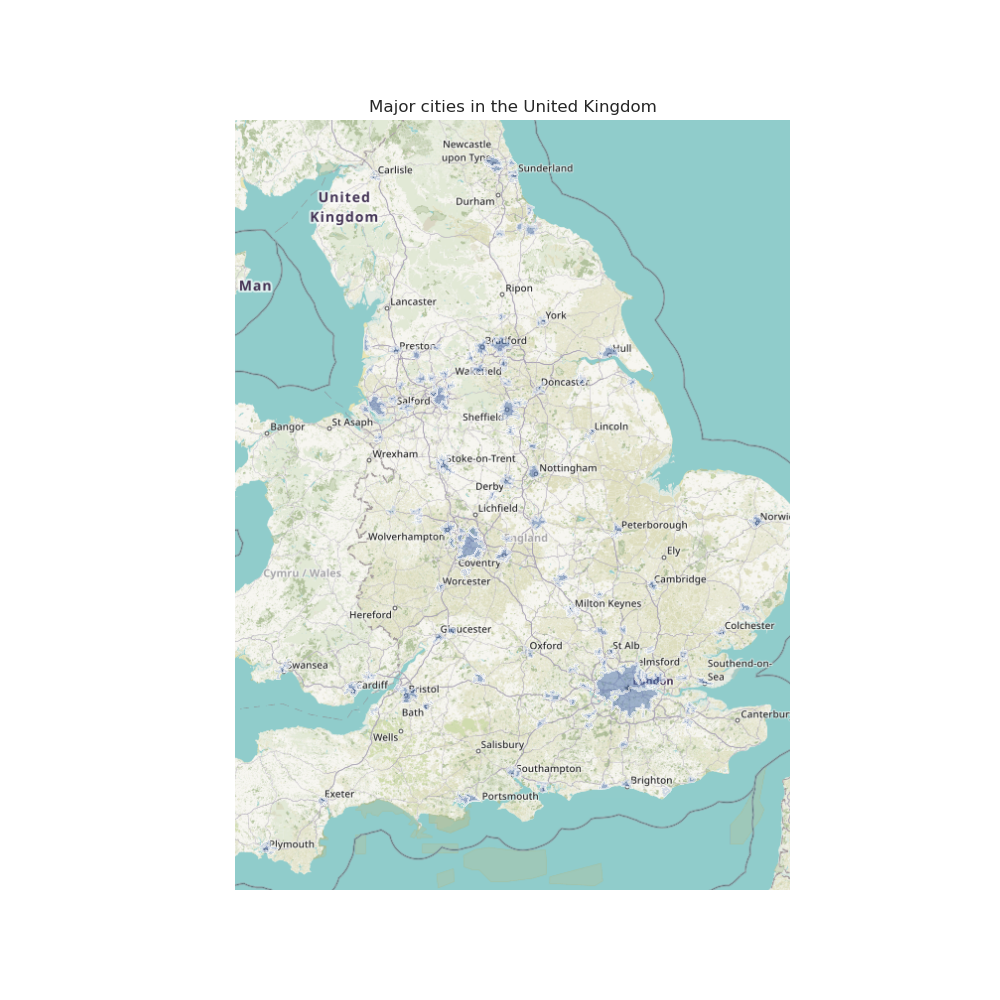 Major cities in the United Kingdom
Newcastle
upon Tyne
Sunderland
Carlisle
United
Kingdom
Durham
Man
Ripon
Lancaster
York
Bradford
Preston
Hull
Wakefield
Doncaster
Salford
Sheffield
St Asaph
Bangor
Lincoln
Wrexham
Stoke-on-Trent
Nottingham
Derby
Lichfield
Norwi
Peterborough
Wolverhampton
England
Ely
Coventry
Cymru / Wales
Worcester
Cambridge
Milton Keynes
Hereford
Colchester
Gloucester
Oxford
St Alb
elmsford
Southend-on-
Sea
Swansea
London
Cardiff
Bristol
Bath
Canterbur
Wells
Salisbury
Southampton
Brighton
Exeter
Portsmouth
Plymouth